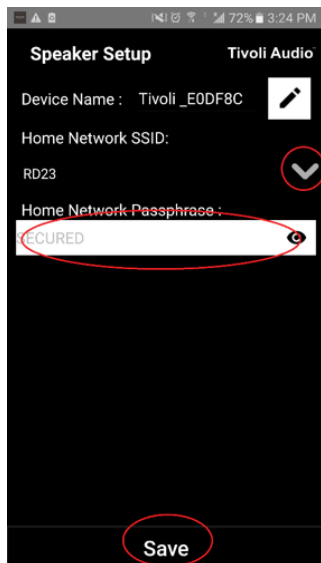 72% 3:24 PM
Speaker Setup Tivoli Audio
Device Name : Tivoli _E0DF8C
Home Network SSID:
RD23
Home Network Passphrase :
SECURED
Save